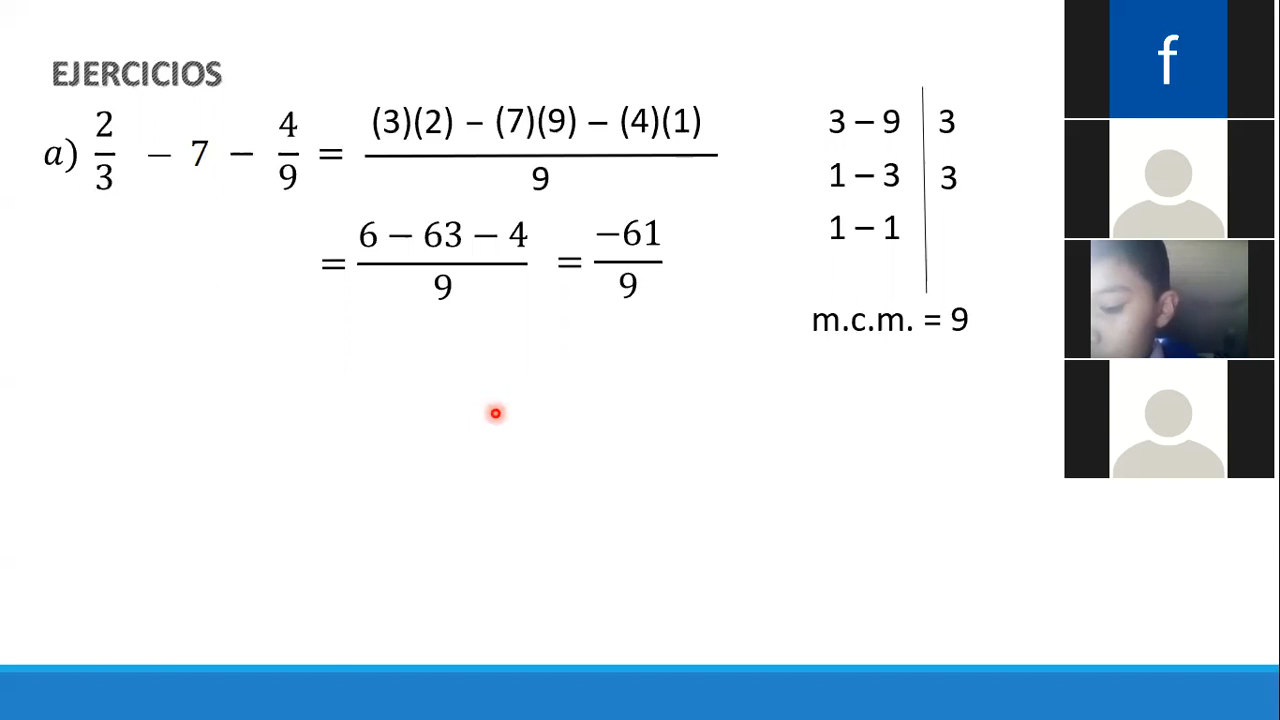 EJERCICIOS
a) 2/3 − 7 − 4/9 = (3)(2) − (7)(9) − (4)(1) / 9
= 6 − 63 − 4 / 9 = −61 / 9
3 – 9 | 3
1 – 3 | 3
1 – 1
m.c.m. = 9
f